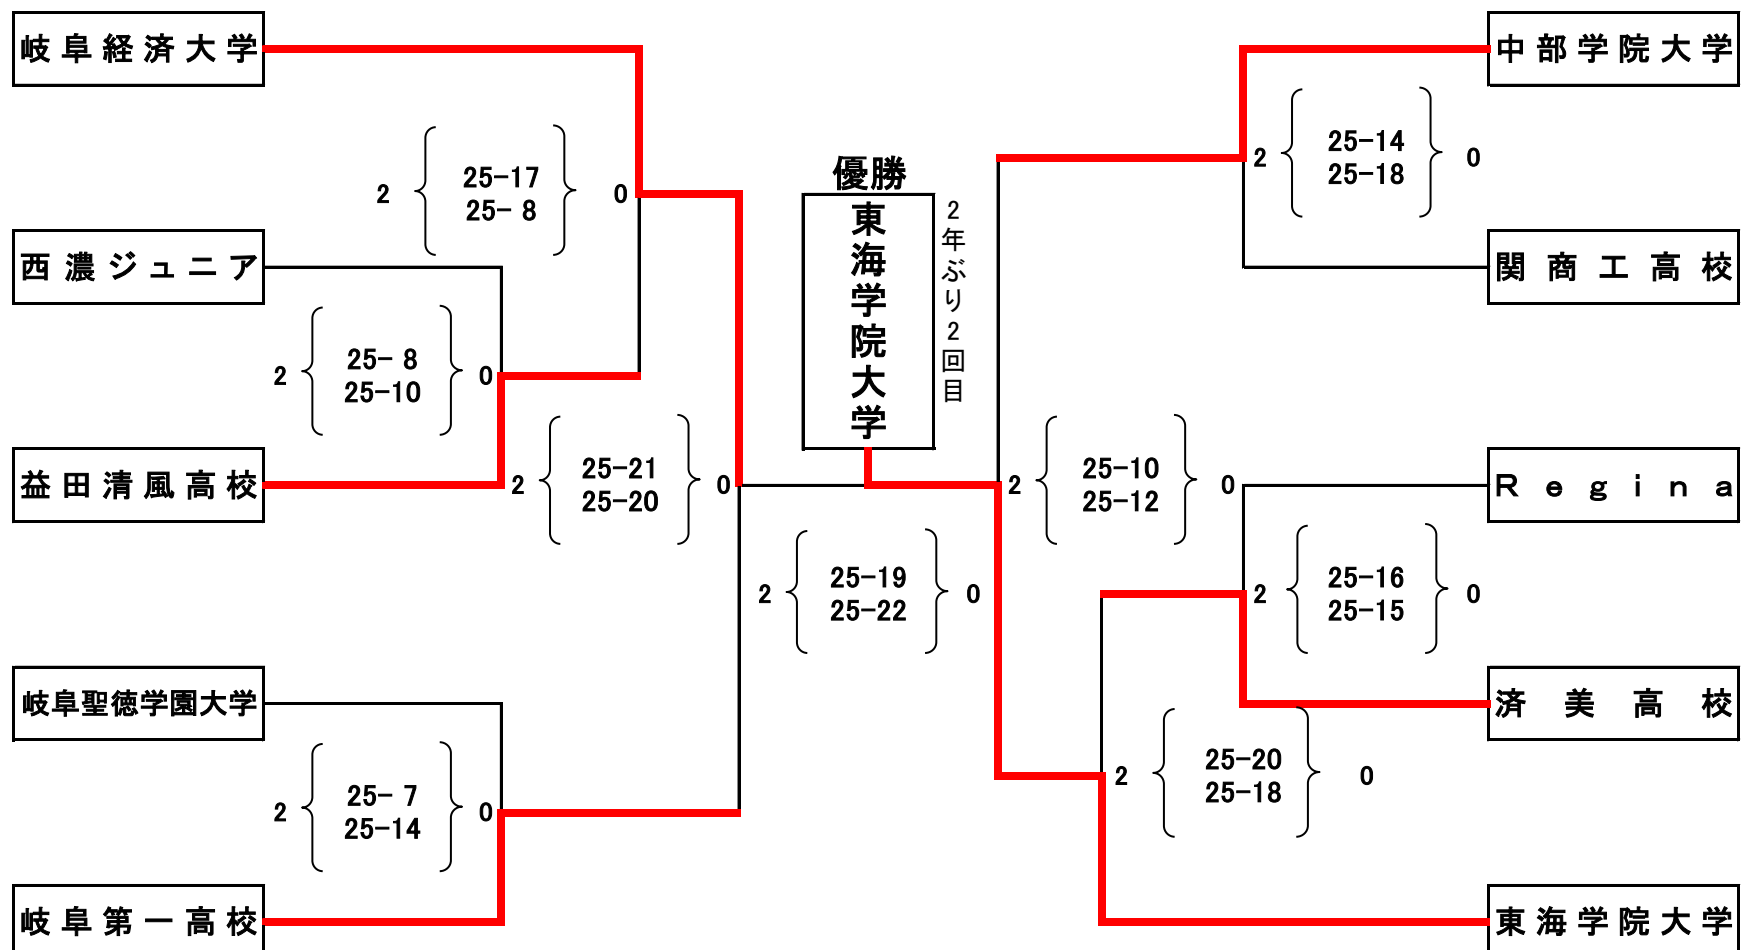 岐阜経済大学
中部学院大学
2
25-14
25-18
0
優勝
東海学院大学
2年ぶり2回目
2
25-17
25- 8
0
西濃ジュニア
関商工高校
2
25- 8
25-10
0
益田清風高校
2
25-21
25-20
0
2
25-10
25-12
0
Regina
2
25-19
25-22
0
2
25-16
25-15
0
岐阜聖徳学園大学
済美高校
2
25-20
25-18
0
2
25- 7
25-14
0
岐阜第一高校
東海学院大学